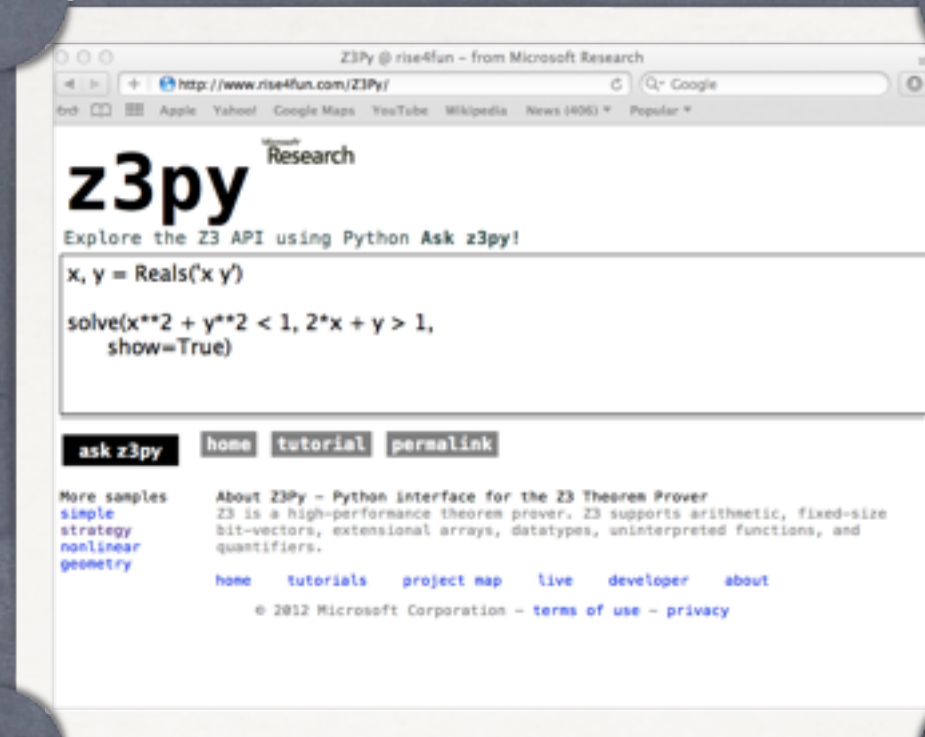 Z3Py @ rise4fun – from Microsoft Research
http://www.rise4fun.com/Z3Py/
Google
Apple Yahoo! Google Maps YouTube Wikipedia News (406) Popular
z3py
Microsoft
Research
Explore the Z3 API using Python Ask z3py!
x, y = Reals('x y')
solve(x**2 + y**2 < 1, 2*x + y > 1,
show=True)
ask z3py home tutorial permalink
More samples
simple
strategy
nonlinear
geometry
About Z3Py – Python interface for the Z3 Theorem Prover
Z3 is a high-performance theorem prover. Z3 supports arithmetic, fixed-size
bit-vectors, extensional arrays, datatypes, uninterpreted functions, and
quantifiers.
home tutorials project map live developer about
© 2012 Microsoft Corporation – terms of use – privacy